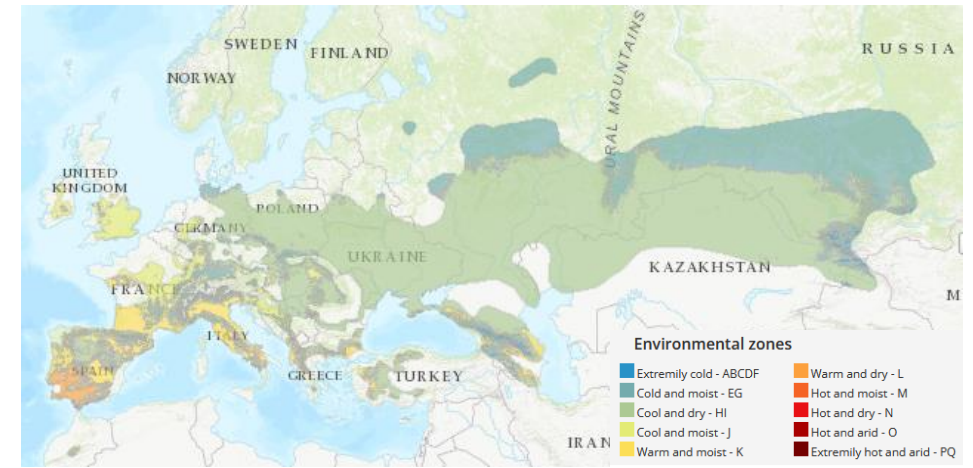 SWEDEN
FINLAND
NORWAY
RUSSIA
URAL MOUNTAINS
UNITED
KINGDOM
POLAND
GERMANY
UKRAINE
FRANCE
KAZAKHSTAN
M
ITALY
SPAIN
GREECE
TURKEY
IRAN
Environmental zones
Extremily cold - ABCDF
Cold and moist - EG
Cool and dry - HI
Cool and moist - J
Warm and moist - K
Warm and dry - L
Hot and moist - M
Hot and dry - N
Hot and arid - O
Extremily hot and arid - PQ